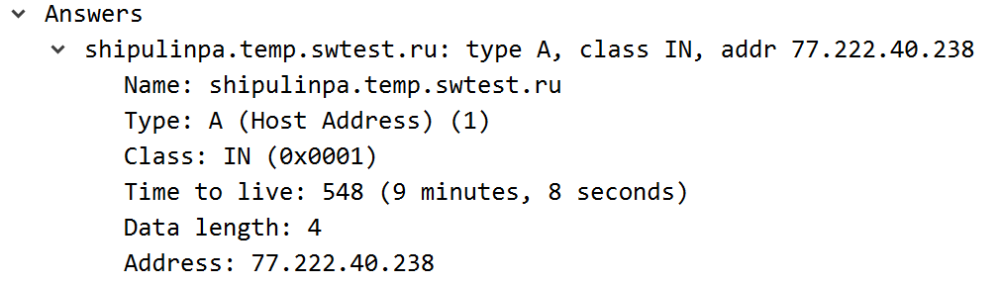 Answers
shipulinpa.temp.swtest.ru: type A, class IN, addr 77.222.40.238
Name: shipulinpa.temp.swtest.ru
Type: A (Host Address) (1)
Class: IN (0x0001)
Time to live: 548 (9 minutes, 8 seconds)
Data length: 4
Address: 77.222.40.238